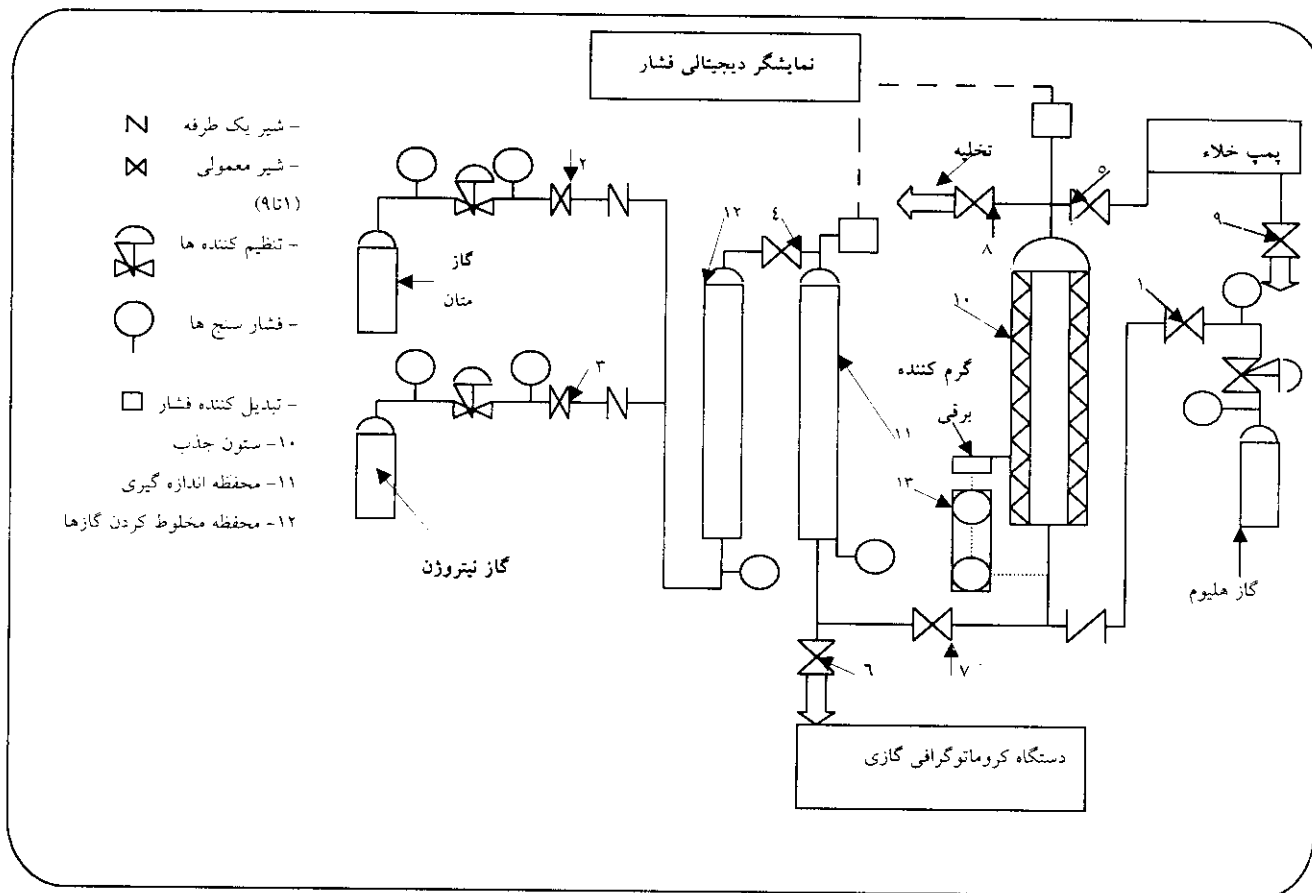 نمایشگر دیجیتالی فشار
- شیر یک طرفه
- شیر معمولی
(۱تا۹)
- تنظیم کننده ها
- فشار سنج ها
- تبدیل کننده فشار
۱۰- ستون جذب
۱۱- محفظه اندازه گیری
۱۲- محفظه مخلوط کردن گازها
گاز
متان
گاز نیتروژن
۲
۳
۱۲
٤
۱۱
تخلیه
۸
۵
پمپ خلاء
۹
۱
۱۰
گرم کننده
برقی
۱۳
گاز هلیوم
۷
٦
دستگاه کروماتوگرافی گازی